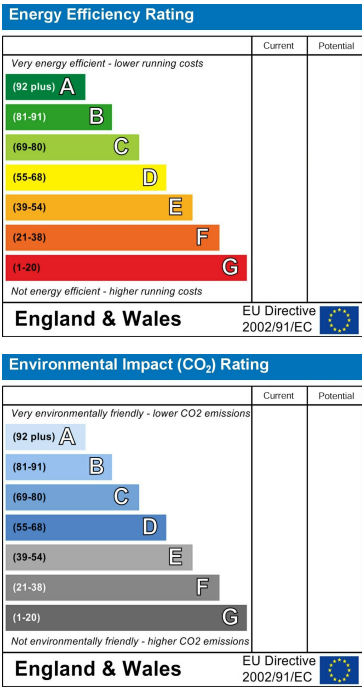 Energy Efficiency Rating
Current Potential
Very energy efficient - lower running costs
(92 plus) A
(81-91) B
(69-80) C
(55-68) D
(39-54) E
(21-38) F
(1-20) G
Not energy efficient - higher running costs
England & Wales
EU Directive
2002/91/EC
Environmental Impact (CO₂) Rating
Current Potential
Very environmentally friendly - lower CO2 emissions
(92 plus) A
(81-91) B
(69-80) C
(55-68) D
(39-54) E
(21-38) F
(1-20) G
Not environmentally friendly - higher CO2 emissions
England & Wales
EU Directive
2002/91/EC